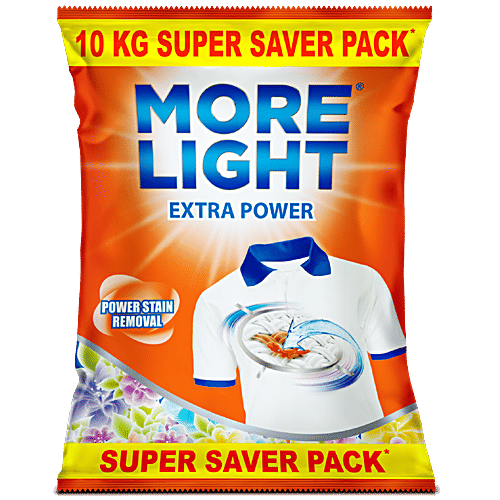 10 KG SUPER SAVER PACK*
MORE
LIGHT®
EXTRA POWER
POWER STAIN
REMOVAL
SUPER SAVER PACK*